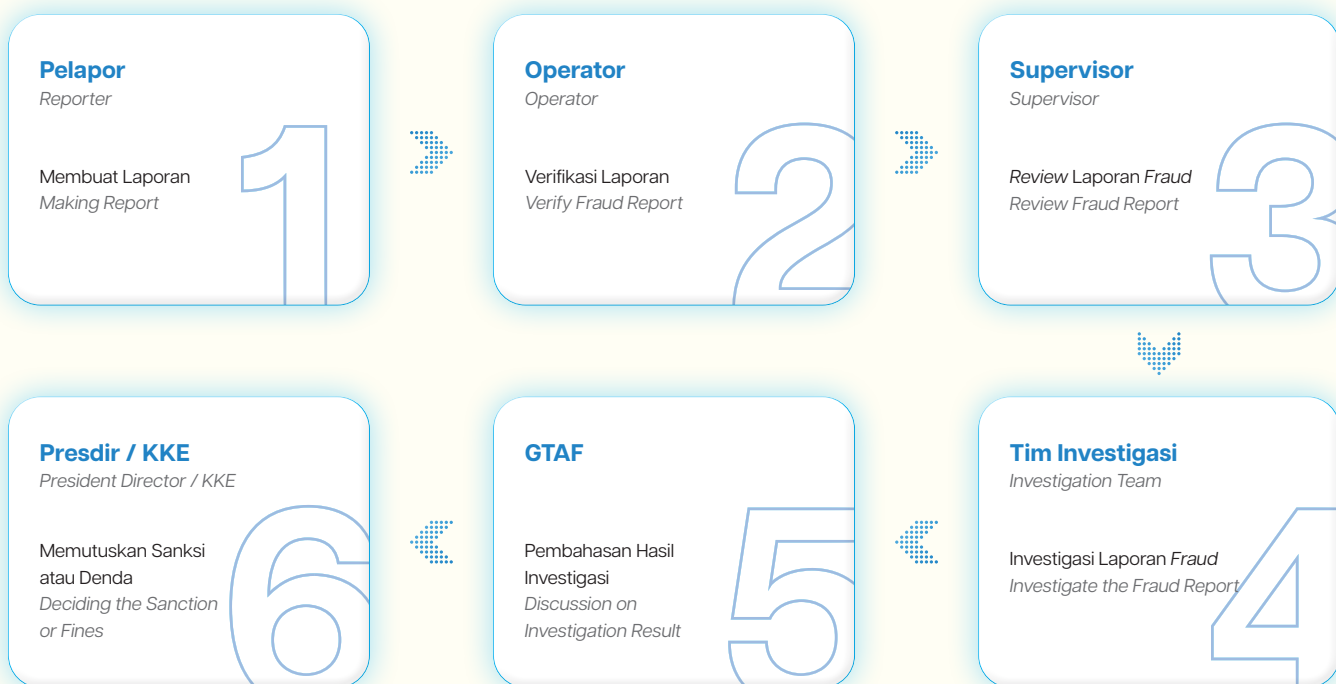 Pelapor
Reporter
1
Membuat Laporan
Making Report
Operator
Operator
2
Verifikasi Laporan
Verify Fraud Report
Supervisor
Supervisor
3
Review Laporan Fraud
Review Fraud Report
Tim Investigasi
Investigation Team
4
Investigasi Laporan Fraud
Investigate the Fraud Report
GTAF
5
Pembahasan Hasil
Investigasi
Discussion on
Investigation Result
Presdir / KKE
President Director / KKE
6
Memutuskan Sanksi
atau Denda
Deciding the Sanction
or Fines